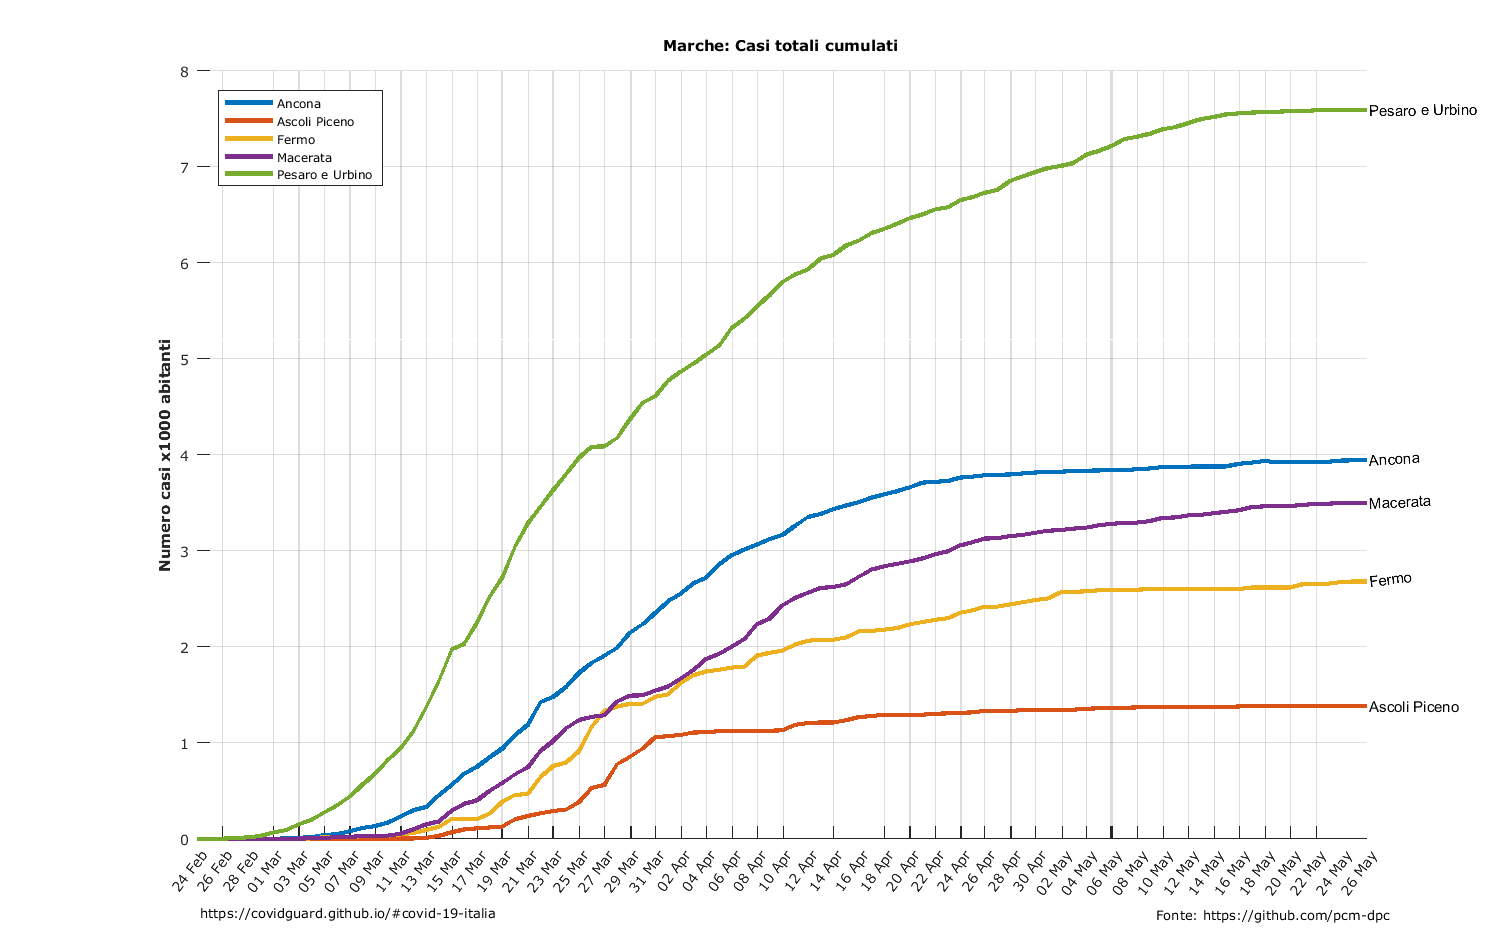 Marche: Casi totali cumulati
Numero casi x1000 abitanti
8
7
6
5
4
3
2
1
0
Ancona
Ascoli Piceno
Fermo
Macerata
Pesaro e Urbino
Pesaro e Urbino
Ancona
Macerata
Fermo
Ascoli Piceno
24 Feb
26 Feb
28 Feb
01 Mar
03 Mar
05 Mar
07 Mar
09 Mar
11 Mar
13 Mar
15 Mar
17 Mar
19 Mar
21 Mar
23 Mar
25 Mar
27 Mar
29 Mar
31 Mar
02 Apr
04 Apr
06 Apr
08 Apr
10 Apr
12 Apr
14 Apr
16 Apr
18 Apr
20 Apr
22 Apr
24 Apr
26 Apr
28 Apr
30 Apr
02 May
04 May
06 May
08 May
10 May
12 May
14 May
16 May
18 May
20 May
22 May
24 May
26 May
https://covidguard.github.io/#covid-19-italia
Fonte: https://github.com/pcm-dpc